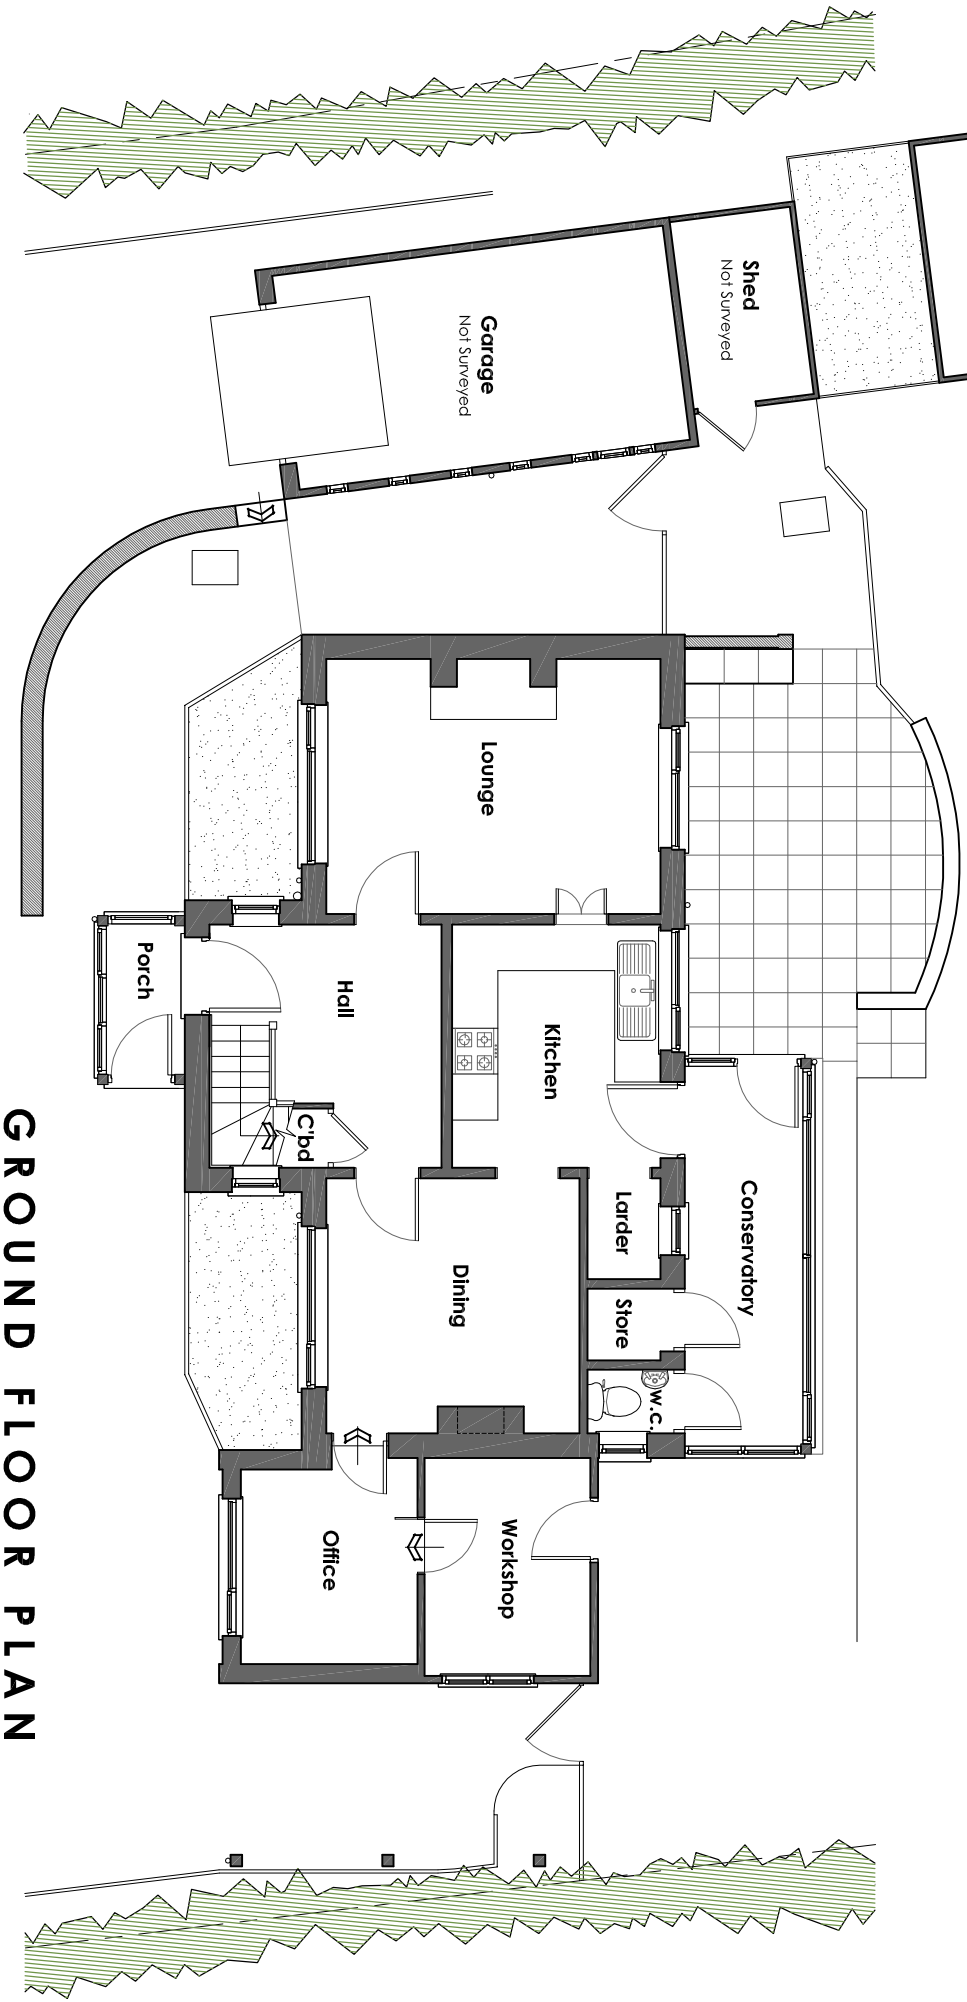 Shed
Not Surveyed
Garage
Not Surveyed
Lounge
Conservatory
Kitchen
Larder
Store
w.c.
Hall
Porch
C'bd
Dining
Workshop
Office
GROUND FLOOR PLAN